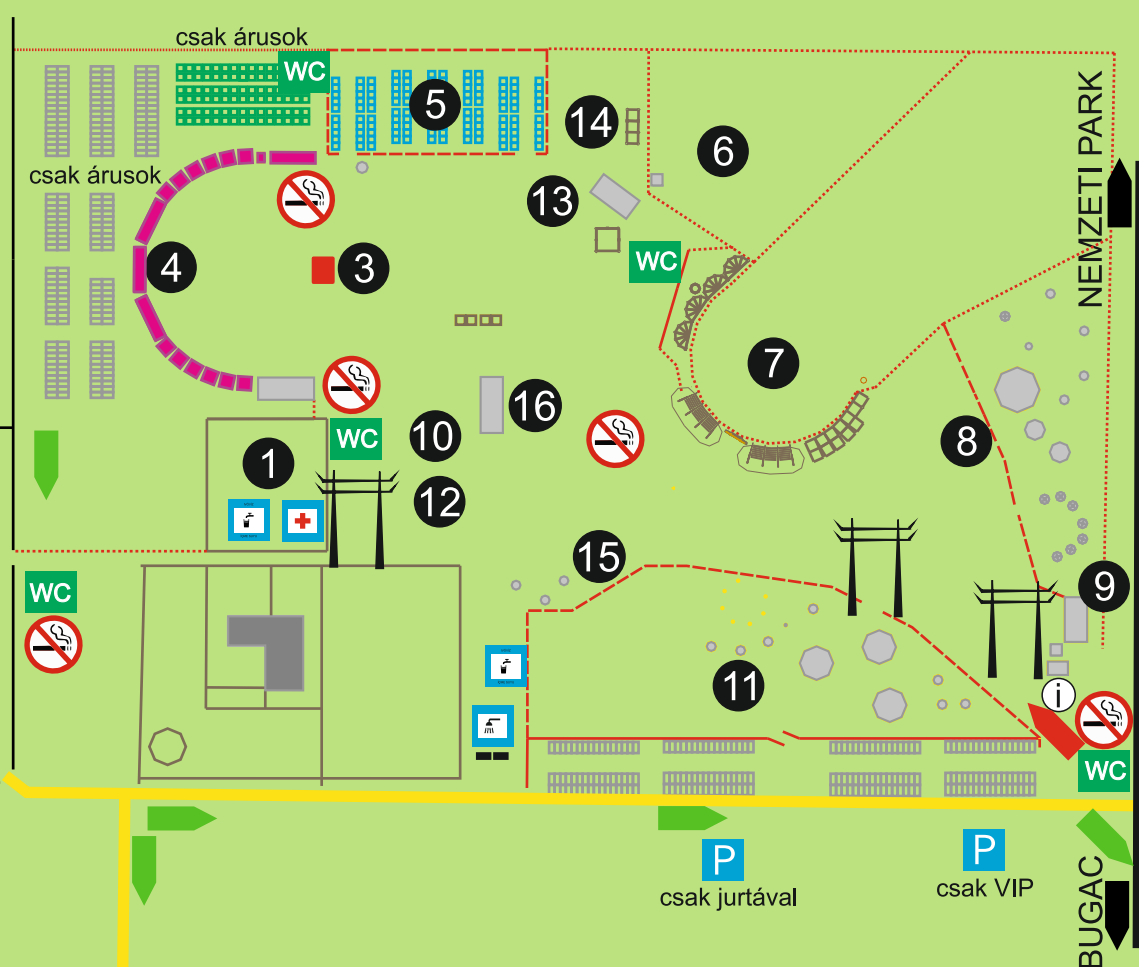 csak árusok
WC
5
14
6
NEMZETI PARK
csak árusok
13
4
3
WC
7
16
10
WC
8
1
12
15
9
WC
11
i
WC
P
P
csak jurtával
csak VIP
BUGAC